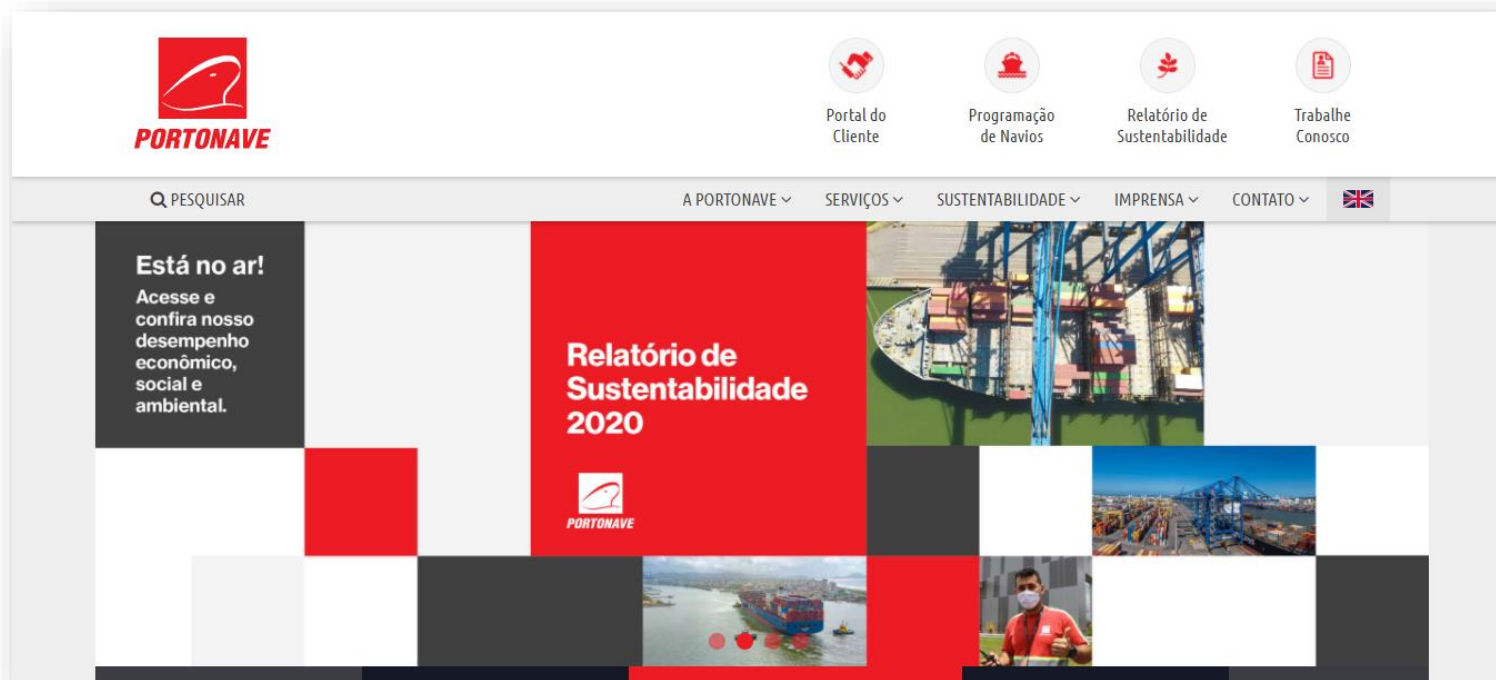 PORTONAVE
Portal do
Cliente
Programação
de Navios
Relatório de
Sustentabilidade
Trabalhe
Conosco
PESQUISAR
A PORTONAVE
SERVIÇOS
SUSTENTABILIDADE
IMPRENSA
CONTATO
Está no ar!
Acesse e
confira nosso
desempenho
econômico,
social e
ambiental.
Relatório de
Sustentabilidade
2020
PORTONAVE